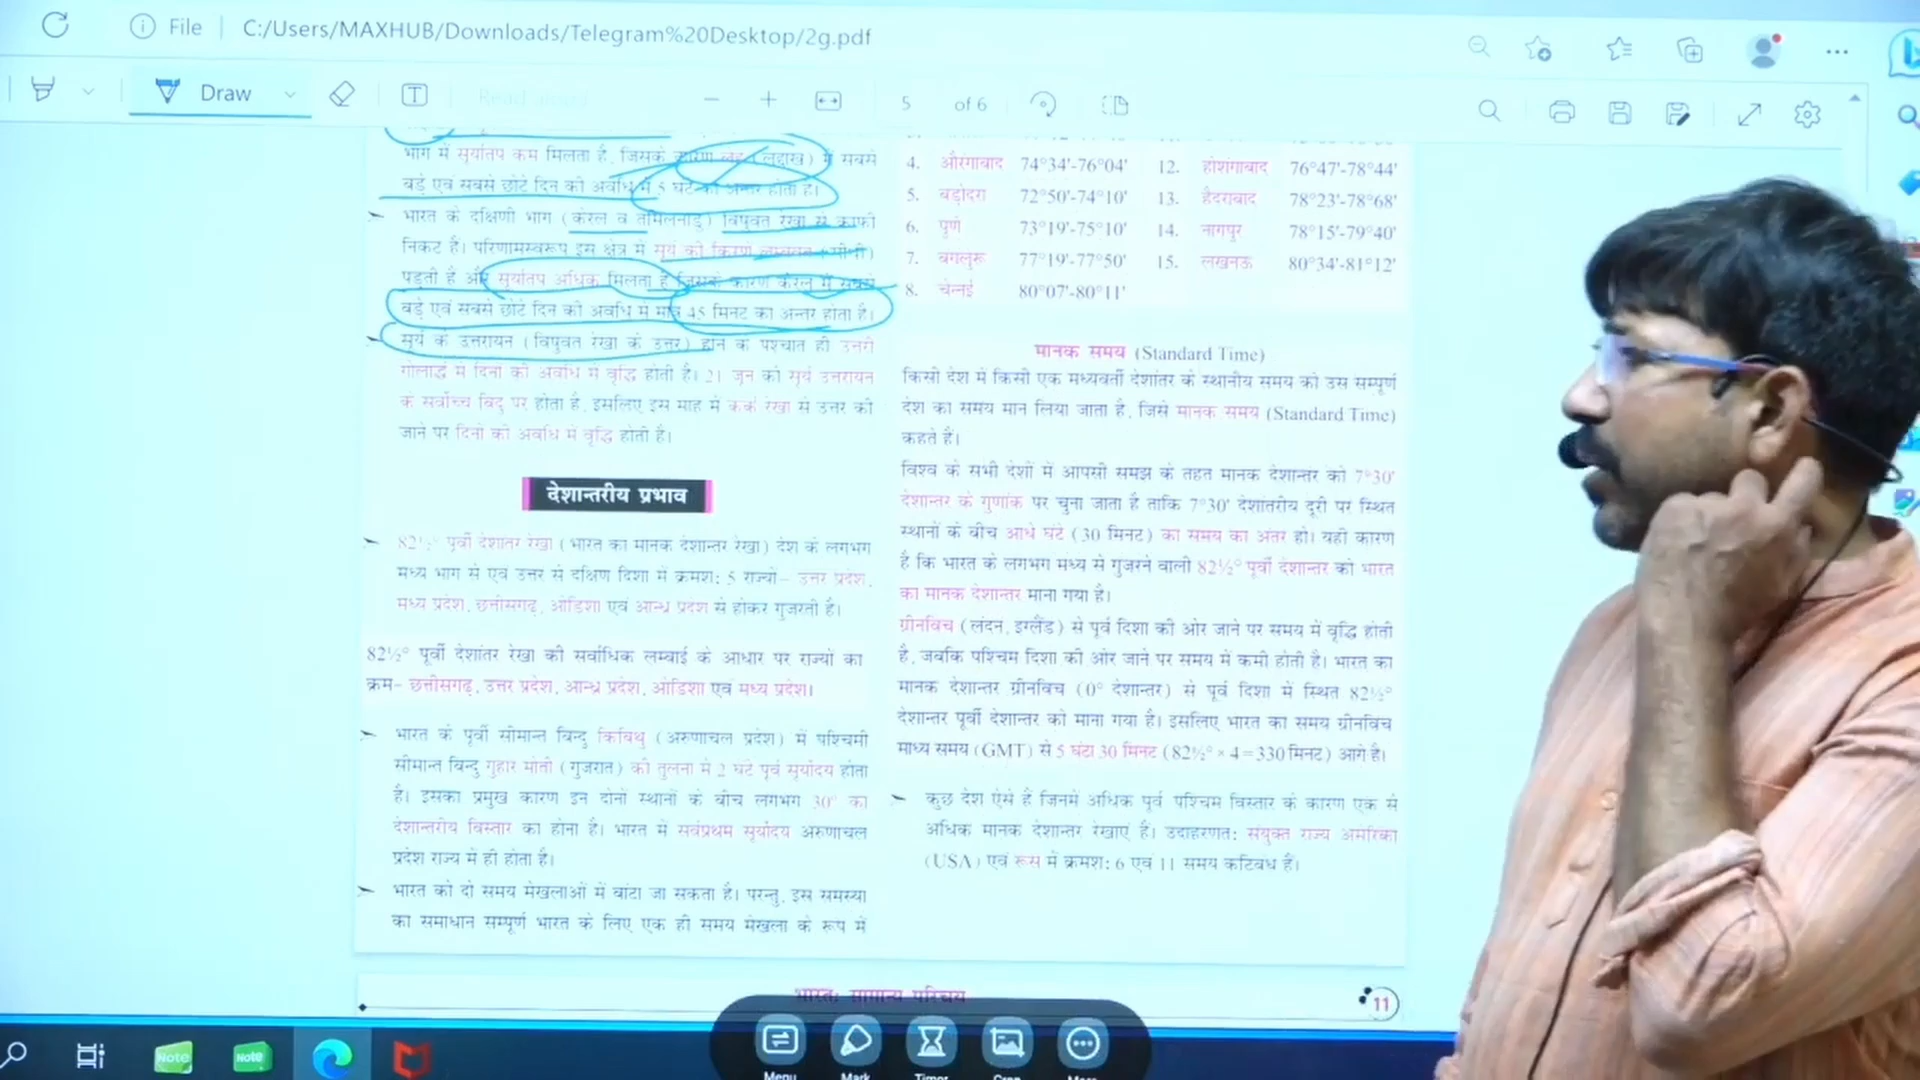 File
C:/Users/MAXHUB/Downloads/Telegram%20Desktop/2g.pdf
Draw
5 of 6
भाग में सूर्यातप कम मिलता है, जिसके कारण लेह (लद्दाख) में सबसे
बड़े एवं सबसे छोटे दिन की अवधि में 5 घंटे का अन्तर होता है।
भारत के दक्षिणी भाग (केरल व तमिलनाडु) विषुवत रेखा से काफी
निकट है। परिणामस्वरूप इस क्षेत्र में सूर्य की किरणें लम्बवत (सीधी)
पड़ती है और सूर्यातप अधिक मिलता है जिसके कारण केरल में सबसे
बड़े एवं सबसे छोटे दिन की अवधि में मात्र 45 मिनट का अन्तर होता है।
सूर्य के उत्तरायन (विषुवत रेखा के उत्तर) होने के पश्चात ही उत्तरी
गोलार्द्ध में दिनों की अवधि में वृद्धि होती है। 21 जून को सूर्य उत्तरायन
के सर्वोच्च बिंदु पर होता है, इसलिए इस माह में कर्क रेखा से उत्तर की
जाने पर दिनों की अवधि में वृद्धि होती है।
देशान्तरीय प्रभाव
82½° पूर्वी देशांतर रेखा (भारत का मानक देशान्तर रेखा) देश के लगभग
मध्य भाग से एवं उत्तर से दक्षिण दिशा में क्रमश: 5 राज्यों– उत्तर प्रदेश,
मध्य प्रदेश, छत्तीसगढ़, ओडिशा एवं आन्ध्र प्रदेश से होकर गुजरती है।
82½° पूर्वी देशांतर रेखा की सर्वाधिक लम्बाई के आधार पर राज्यों का
क्रम– छत्तीसगढ़, उत्तर प्रदेश, आन्ध्र प्रदेश, ओडिशा एवं मध्य प्रदेश।
भारत के पूर्वी सीमान्त बिन्दु किबिथु (अरुणाचल प्रदेश) में पश्चिमी
सीमान्त बिन्दु गुहार मोती (गुजरात) की तुलना में 2 घंटे पूर्व सूर्योदय होता
है। इसका प्रमुख कारण इन दोनों स्थानों के बीच लगभग 30° का
देशान्तरीय विस्तार का होना है। भारत में सर्वप्रथम सूर्योदय अरुणाचल
प्रदेश राज्य में ही होता है।
भारत को दो समय मेखलाओं में बांटा जा सकता है। परन्तु, इस समस्या
का समाधान सम्पूर्ण भारत के लिए एक ही समय मेखला के रूप में
4. औरंगाबाद 74°34'-76°04' 12. होशंगाबाद 76°47'-78°44'
5. बड़ोदरा 72°50'-74°10' 13. हैदराबाद 78°23'-78°68'
6. पुणे 73°19'-75°10' 14. नागपुर 78°15'-79°40'
7. बंगलुरू 77°19'-77°50' 15. लखनऊ 80°34'-81°12'
8. चेन्नई 80°07'-80°11'
मानक समय (Standard Time)
किसी देश में किसी एक मध्यवर्ती देशांतर के स्थानीय समय को उस सम्पूर्ण
देश का समय मान लिया जाता है, जिसे मानक समय (Standard Time)
कहते हैं।
विश्व के सभी देशों में आपसी समझ के तहत मानक देशान्तर को 7°30'
देशान्तर के गुणांक पर चुना जाता है ताकि 7°30' देशांतरीय दूरी पर स्थित
स्थानों के बीच आधे घंटे (30 मिनट) का समय का अंतर हो। यही कारण
है कि भारत के लगभग मध्य से गुजरने वाली 82½° पूर्वी देशान्तर को भारत
का मानक देशान्तर माना गया है।
ग्रीनविच (लंदन, इंग्लैंड) से पूर्व दिशा की ओर जाने पर समय में वृद्धि होती
है, जबकि पश्चिम दिशा की ओर जाने पर समय में कमी होती है। भारत का
मानक देशान्तर ग्रीनविच (0° देशान्तर) से पूर्व दिशा में स्थित 82½°
देशान्तर पूर्वी देशान्तर को माना गया है। इसलिए भारत का समय ग्रीनविच
माध्य समय (GMT) से 5 घंटा 30 मिनट (82½° × 4 = 330 मिनट) आगे है।
कुछ देश ऐसे हैं जिनमें अधिक पूर्व पश्चिम विस्तार के कारण एक से
अधिक मानक देशान्तर रेखाएं हैं। उदाहरणत: संयुक्त राज्य अमेरिका
(USA) एवं रूस में क्रमश: 6 एवं 11 समय कटिबंध हैं।
भारत: सामान्य परिचय
11
Note
Note
Menu
Mark
Timer